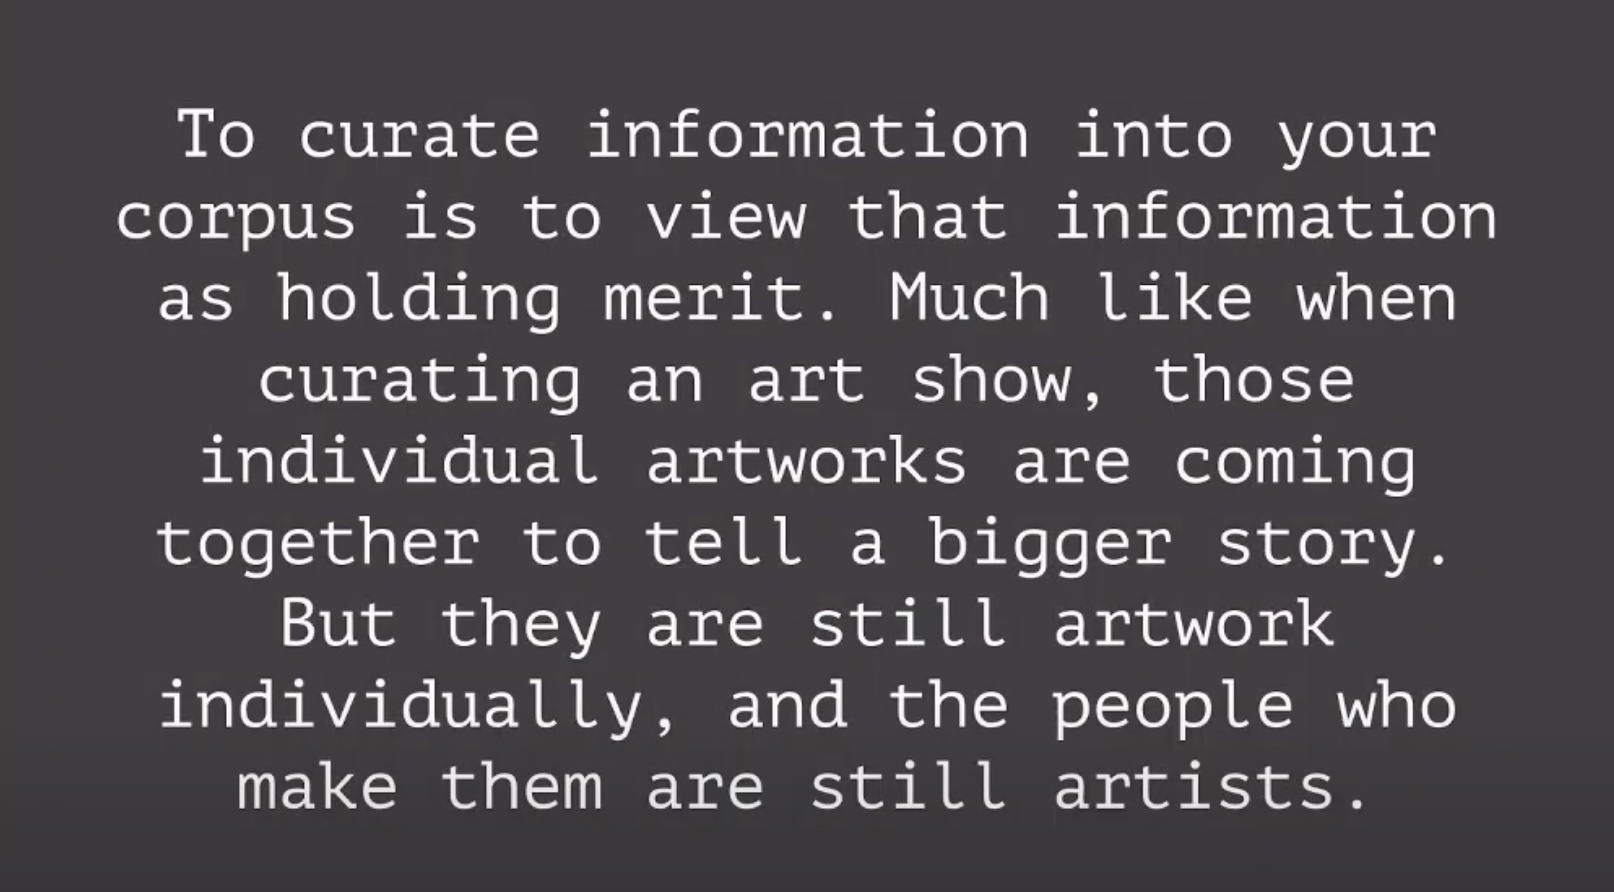 To curate information into your
corpus is to view that information
as holding merit. Much like when
curating an art show, those
individual artworks are coming
together to tell a bigger story.
But they are still artwork
individually, and the people who
make them are still artists.